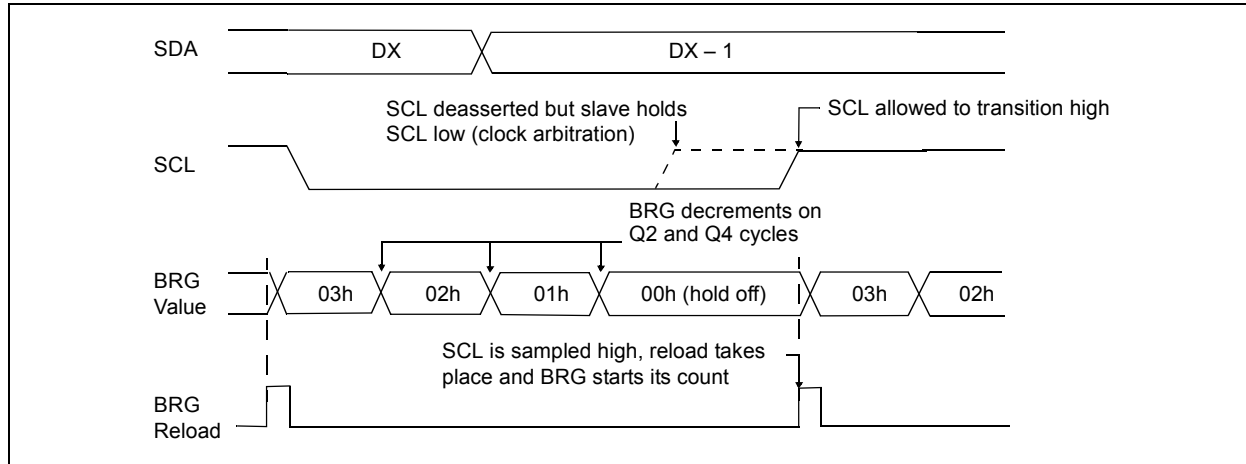 SDA
DX
DX – 1
SCL deasserted but slave holds
SCL low (clock arbitration)
SCL allowed to transition high
SCL
BRG decrements on
Q2 and Q4 cycles
BRG
Value
03h
02h
01h
00h (hold off)
03h
02h
SCL is sampled high, reload takes
place and BRG starts its count
BRG
Reload